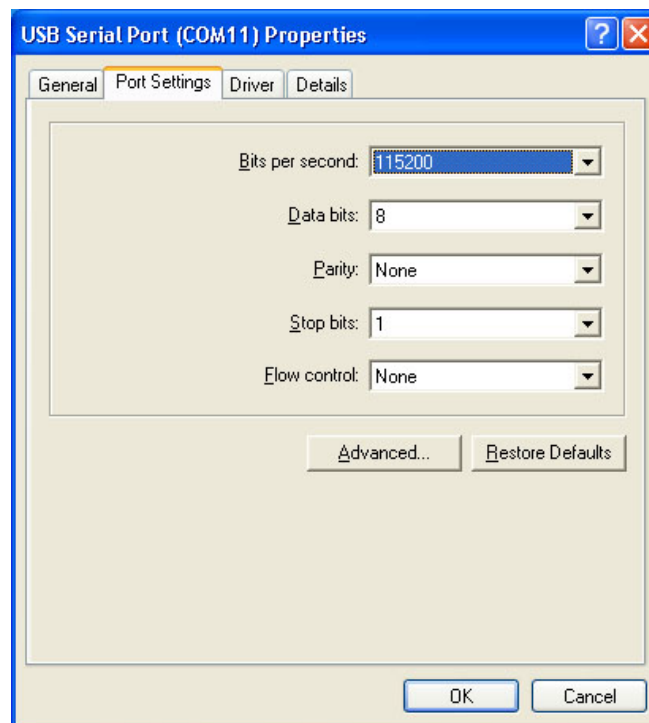 USB Serial Port (COM11) Properties
General Port Settings Driver Details
Bits per second: 115200
Data bits: 8
Parity: None
Stop bits: 1
Flow control: None
Advanced... Restore Defaults
OK Cancel